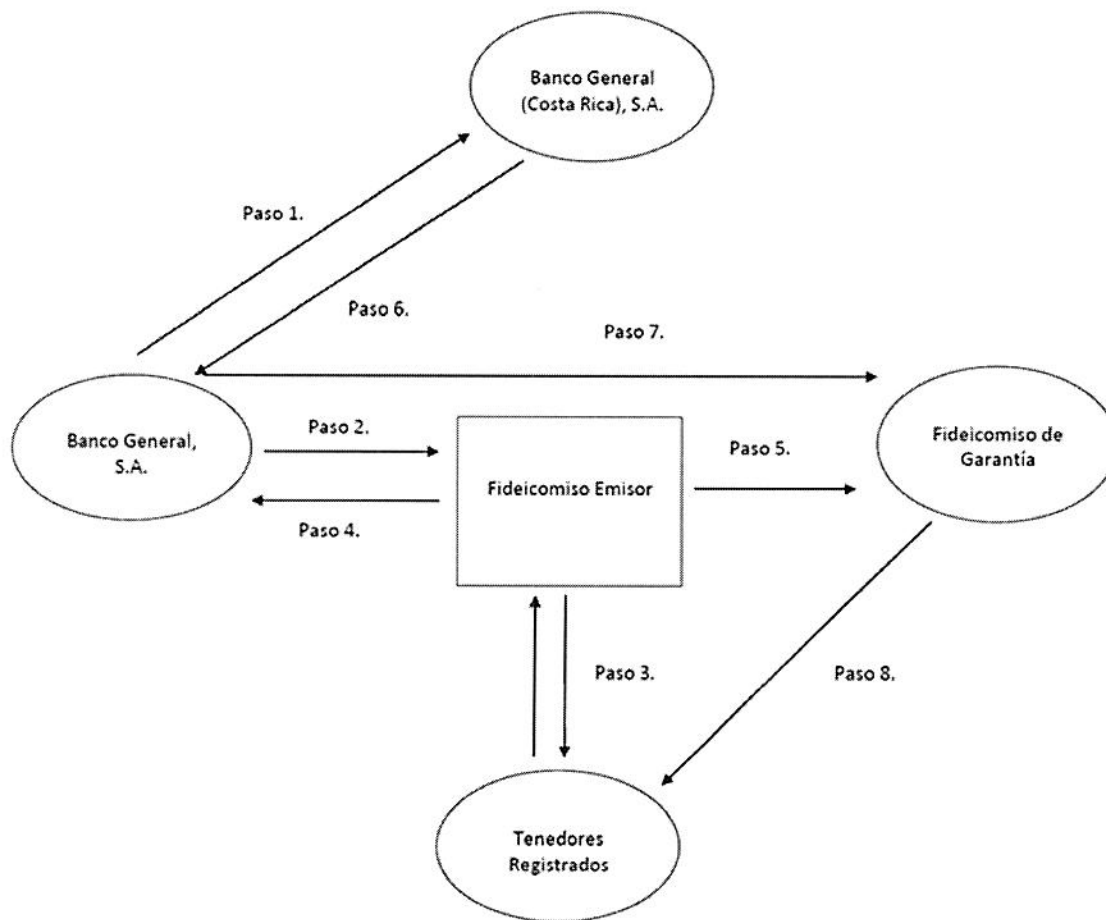 Banco General
(Costa Rica), S.A.
Paso 1.
Paso 6.
Paso 7.
Banco General,
S.A.
Paso 2.
Paso 4.
Fideicomiso Emisor
Paso 5.
Fideicomiso de
Garantía
Paso 3.
Paso 8.
Tenedores
Registrados